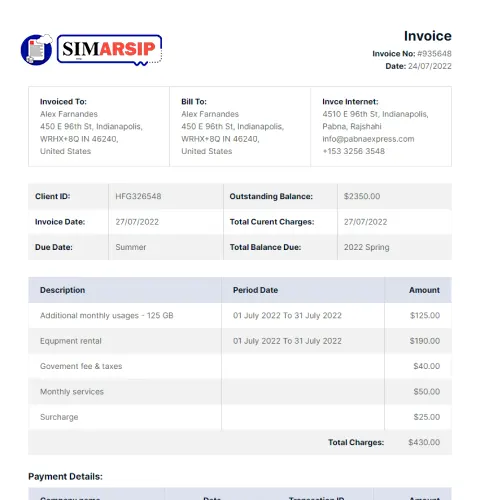 SIMARSIP
Invoice
Invoice No: #935648
Date: 24/07/2022
Invoiced To:
Alex Farnandes
450 E 96th St, Indianapolis,
WRHX+8Q IN 46240,
United States
Bill To:
Alex Farnandes
450 E 96th St, Indianapolis,
WRHX+8Q IN 46240,
United States
Invce Internet:
4510 E 96th St, Indianapolis,
Pabna, Rajshahi
info@pabnaexpress.com
+153 3256 3548
Client ID: HFG326548 Outstanding Balance: $2350.00
Invoice Date: 27/07/2022 Total Curent Charges: 27/07/2022
Due Date: Summer Total Balance Due: 2022 Spring
Description Period Date Amount
Additional monthly usages - 125 GB 01 July 2022 To 31 July 2022 $125.00
Equpment rental 01 July 2022 To 31 July 2022 $190.00
Govement fee & taxes $40.00
Monthly services $50.00
Surcharge $25.00
Total Charges: $430.00
Payment Details:
Company name Date Transaction ID Amount